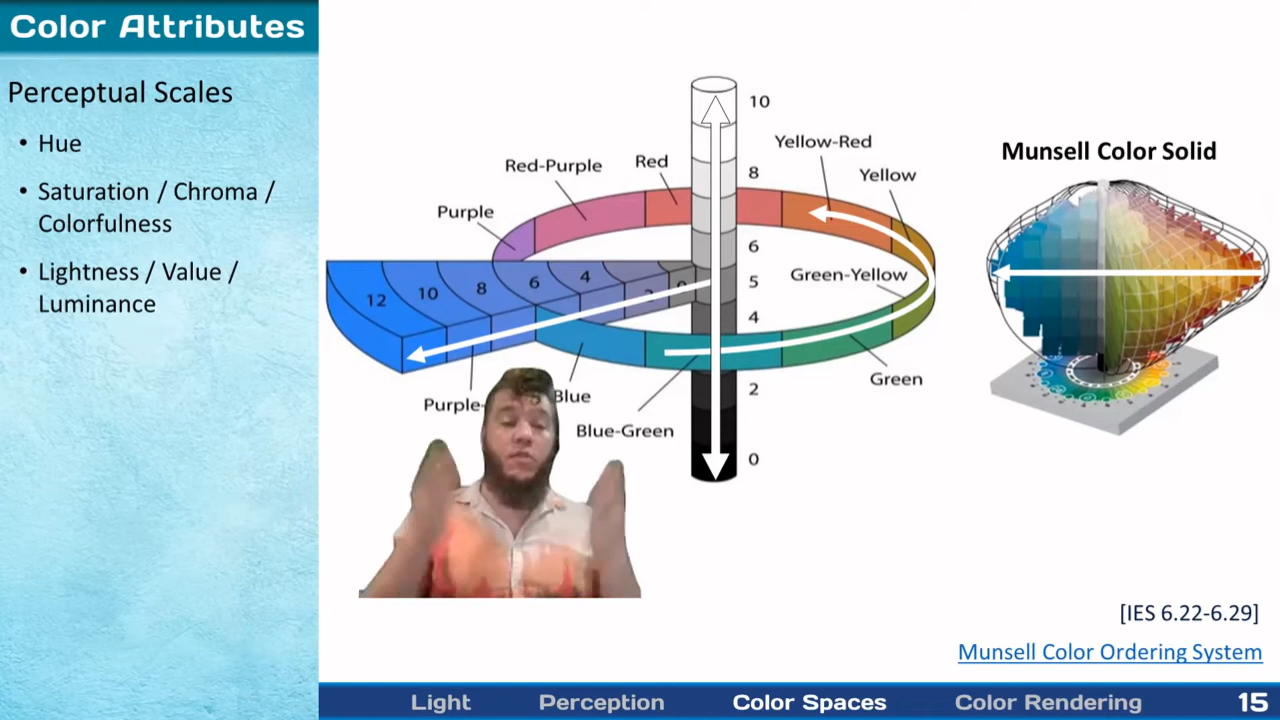 Color Attributes
Perceptual Scales
• Hue
• Saturation / Chroma /
Colorfulness
• Lightness / Value /
Luminance
10
Yellow-Red
Red
Red-Purple
8
Yellow
Purple
6
Green-Yellow
12
10
8
6
4
5
4
Green
2
Purple-
Blue
Blue-Green
0
Munsell Color Solid
[IES 6.22-6.29]
Munsell Color Ordering System
Light
Perception
Color Spaces
Color Rendering
15